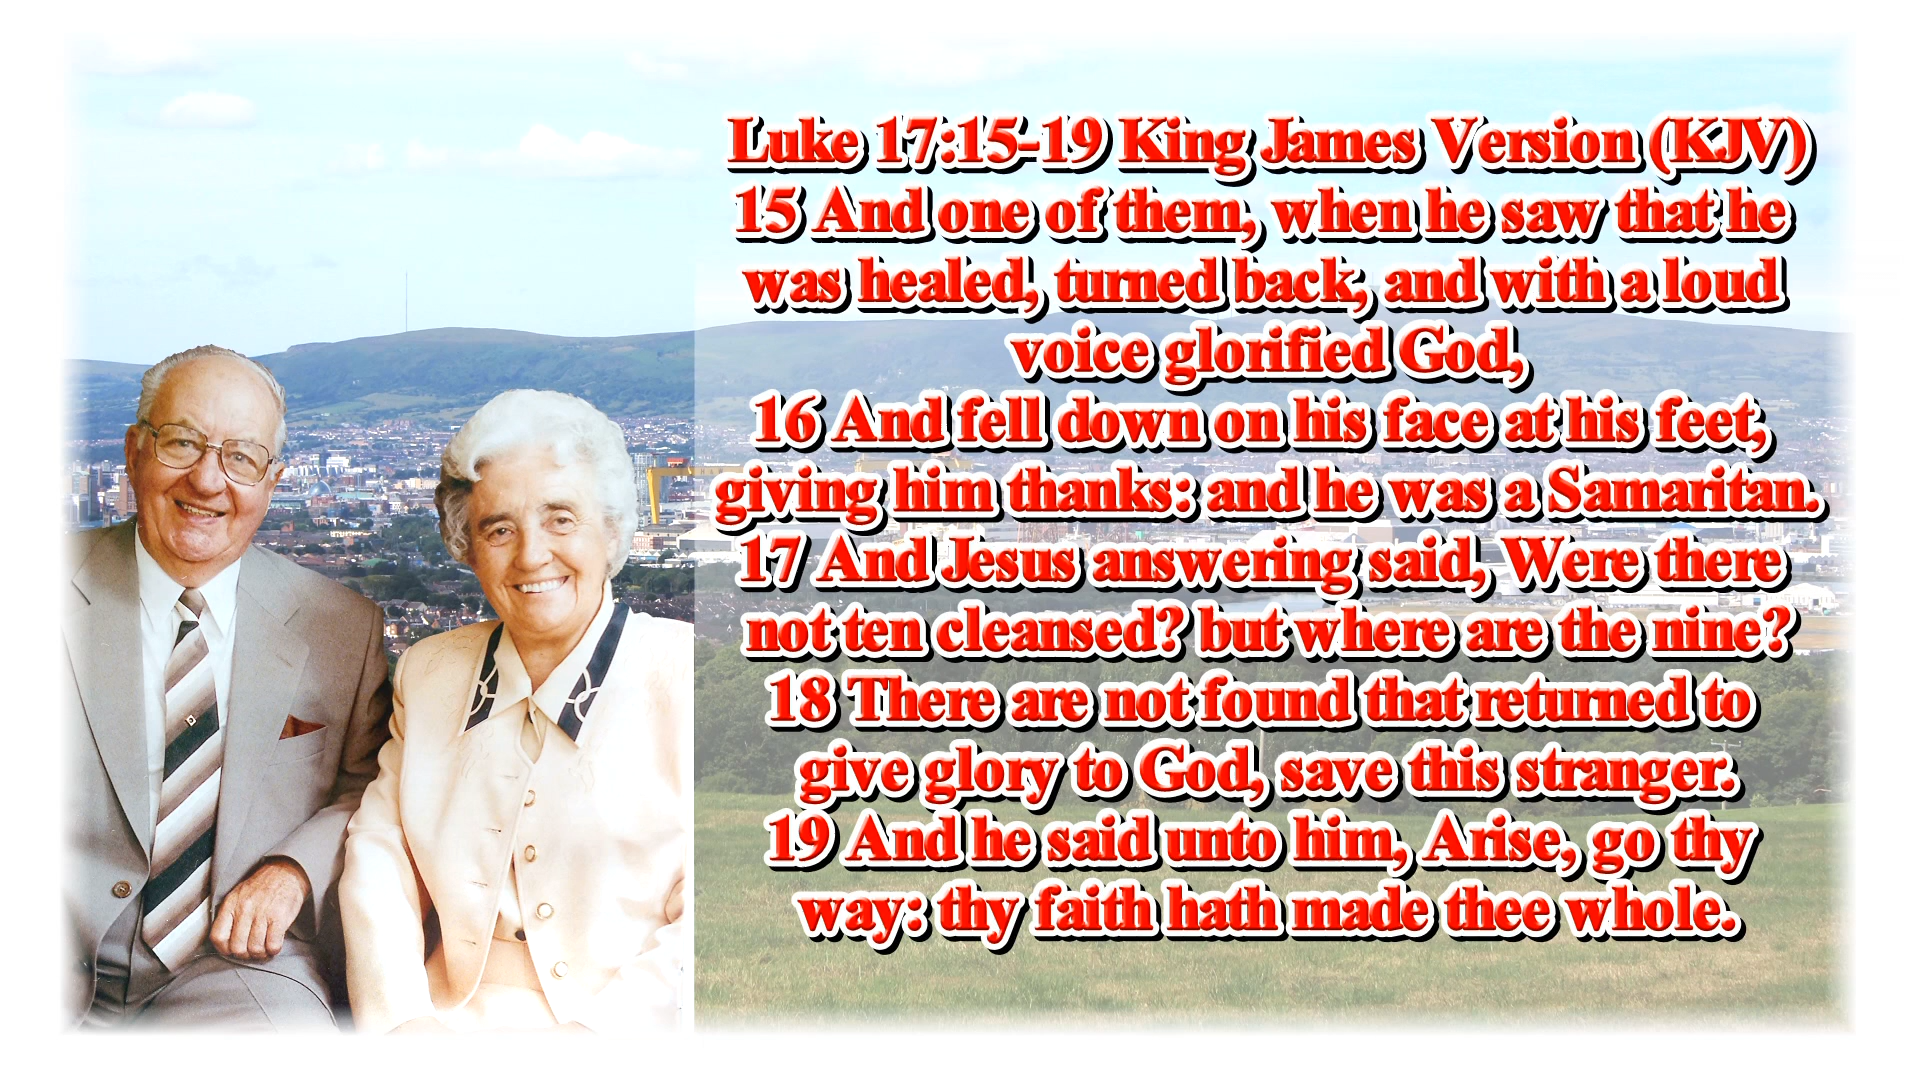 Luke 17:15-19 King James Version (KJV)
15 And one of them, when he saw that he
was healed, turned back, and with a loud
voice glorified God,
16 And fell down on his face at his feet,
giving him thanks: and he was a Samaritan.
17 And Jesus answering said, Were there
not ten cleansed? but where are the nine?
18 There are not found that returned to
give glory to God, save this stranger.
19 And he said unto him, Arise, go thy
way: thy faith hath made thee whole.